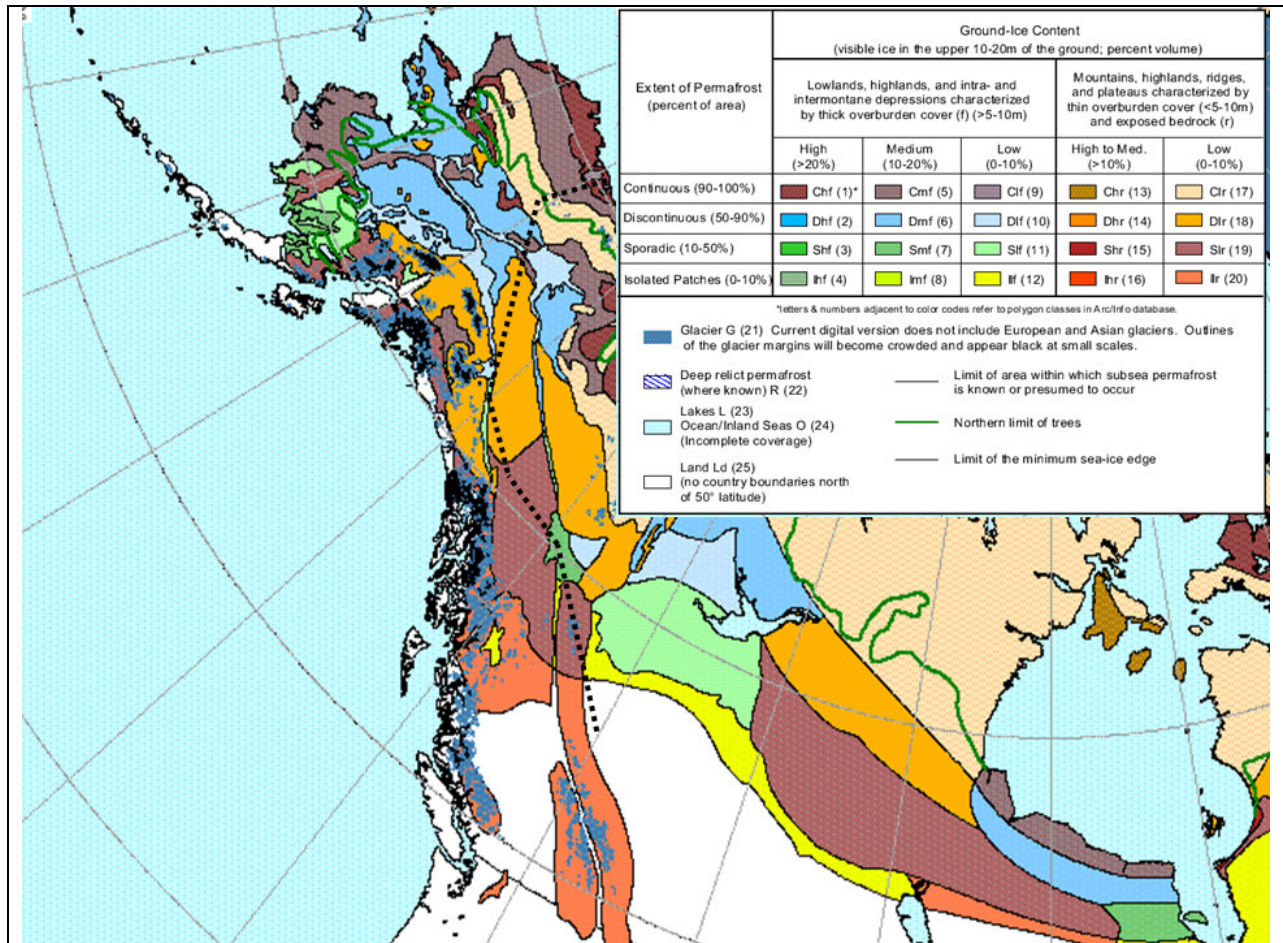 Ground-Ice Content
(visible ice in the upper 10-20m of the ground; percent volume)
Extent of Permafrost
(percent of area)
Lowlands, highlands, and intra- and
intermontane depressions characterized
by thick overburden cover (f) (>5-10m)
Mountains, highlands, ridges,
and plateaus characterized by
thin overburden cover (<5-10m)
and exposed bedrock (r)
High
(>20%)
Medium
(10-20%)
Low
(0-10%)
High to Med.
(>10%)
Low
(0-10%)
Continuous (90-100%) Chf (1)* Cmf (5) Clf (9) Chr (13) Clr (17)
Discontinuous (50-90%) Dhf (2) Dmf (6) Dlf (10) Dhr (14) Dlr (18)
Sporadic (10-50%) Shf (3) Smf (7) Slf (11) Shr (15) Slr (19)
Isolated Patches (0-10%) Ihf (4) Imf (8) Ilf (12) Ihr (16) Ilr (20)
*letters & numbers adjacent to color codes refer to polygon classes in Arc/Info database.
Glacier G (21) Current digital version does not include European and Asian glaciers. Outlines
of the glacier margins will become crowded and appear black at small scales.
Deep relict permafrost
(where known) R (22)
Lakes L (23)
Ocean/Inland Seas O (24)
(Incomplete coverage)
Land Ld (25)
(no country boundaries north
of 50° latitude)
Limit of area within which subsea permafrost
is known or presumed to occur
Northern limit of trees
Limit of the minimum sea-ice edge